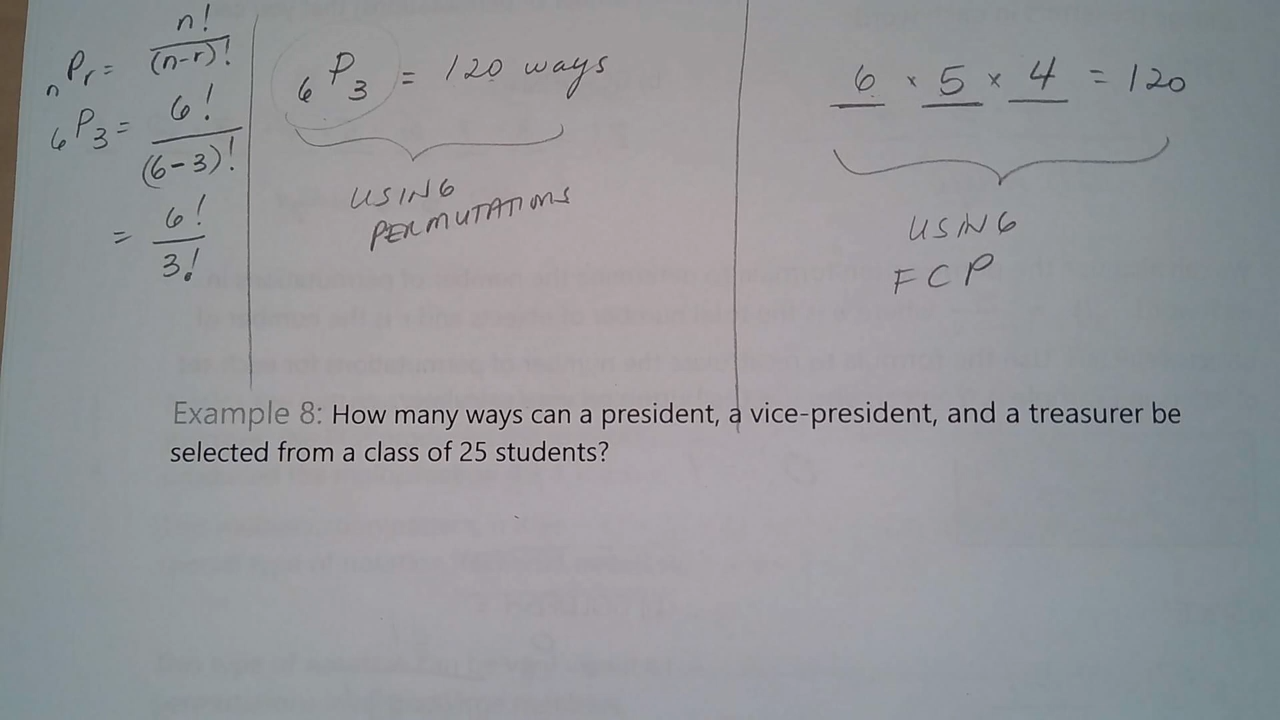 nPr = n! / (n-r)!
6P3 = 6! / (6-3)!
= 6! / 3!
6P3 = 120 ways
USING
PERMUTATIONS
6 × 5 × 4 = 120
USING
FCP
Example 8: How many ways can a president, a vice-president, and a treasurer be
selected from a class of 25 students?